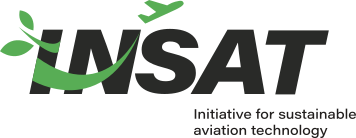 INSAT
Initiative for sustainable
aviation technology